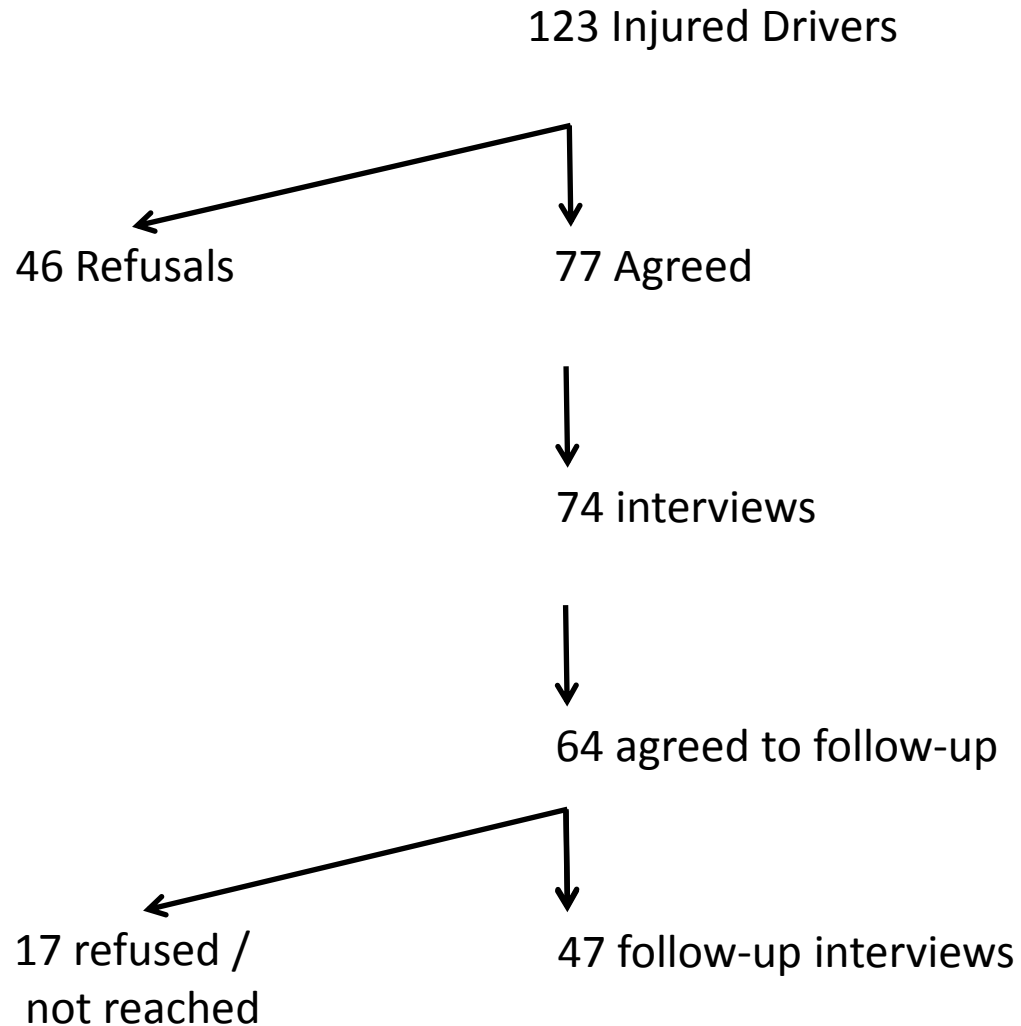 123 Injured Drivers
46 Refusals
77 Agreed
74 interviews
64 agreed to follow-up
17 refused /
not reached
47 follow-up interviews